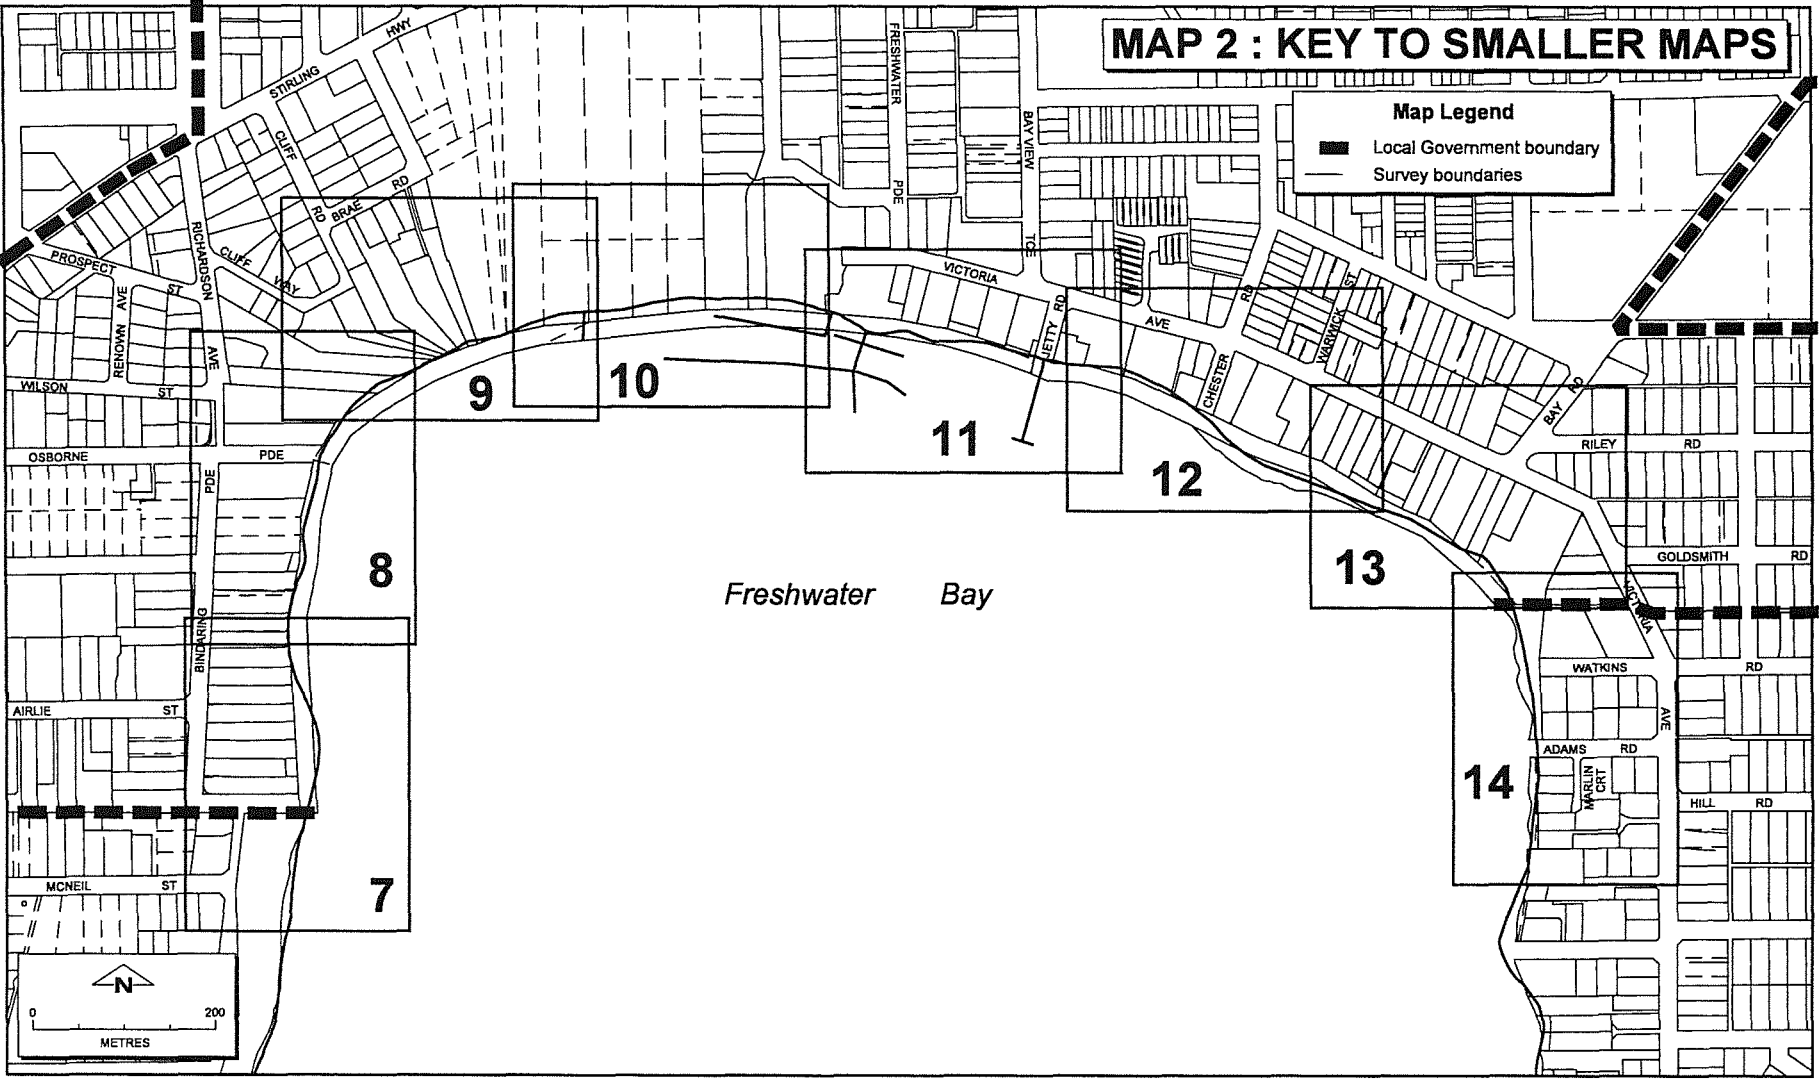 MAP 2 : KEY TO SMALLER MAPS
Map Legend
Local Government boundary
Survey boundaries
STIRLING
HWY
FRESHWATER
PDE
BAY VIEW
TCE
CLIFF
RD
BRAE
RD
RICHARDSON
AVE
CLIFF
WAY
PROSPECT
ST
RENOWN
AVE
WILSON
ST
OSBORNE
PDE
BINDARING
PDE
AIRLIE
ST
MCNEIL
ST
VICTORIA
AVE
JETTY
RD
CHESTER
RD
WARWICK
ST
BAY
RD
RILEY
RD
GOLDSMITH
RD
VICTORIA
AVE
WATKINS
RD
ADAMS
RD
MARLIN
CRT
HILL
RD
9
10
11
12
13
8
7
14
Freshwater Bay
N
0 200
METRES